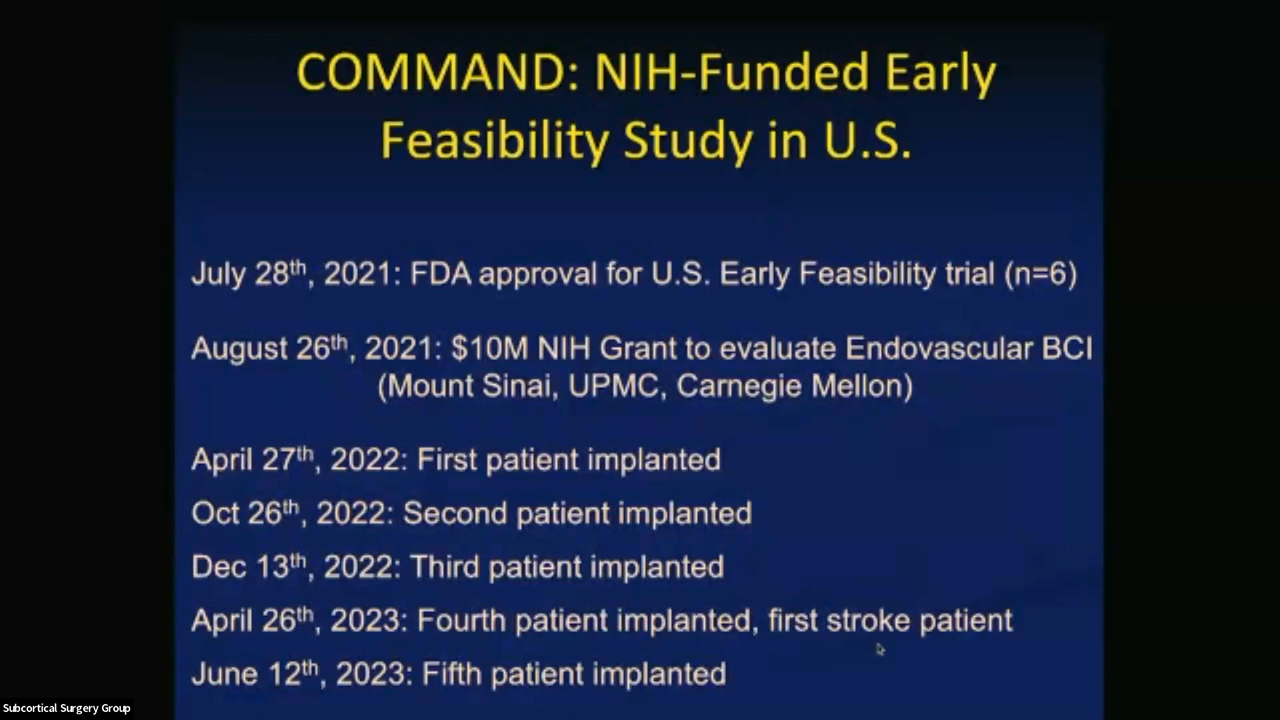 COMMAND: NIH-Funded Early
Feasibility Study in U.S.
July 28th, 2021: FDA approval for U.S. Early Feasibility trial (n=6)
August 26th, 2021: $10M NIH Grant to evaluate Endovascular BCI
(Mount Sinai, UPMC, Carnegie Mellon)
April 27th, 2022: First patient implanted
Oct 26th, 2022: Second patient implanted
Dec 13th, 2022: Third patient implanted
April 26th, 2023: Fourth patient implanted, first stroke patient
June 12th, 2023: Fifth patient implanted
Subcortical Surgery Group